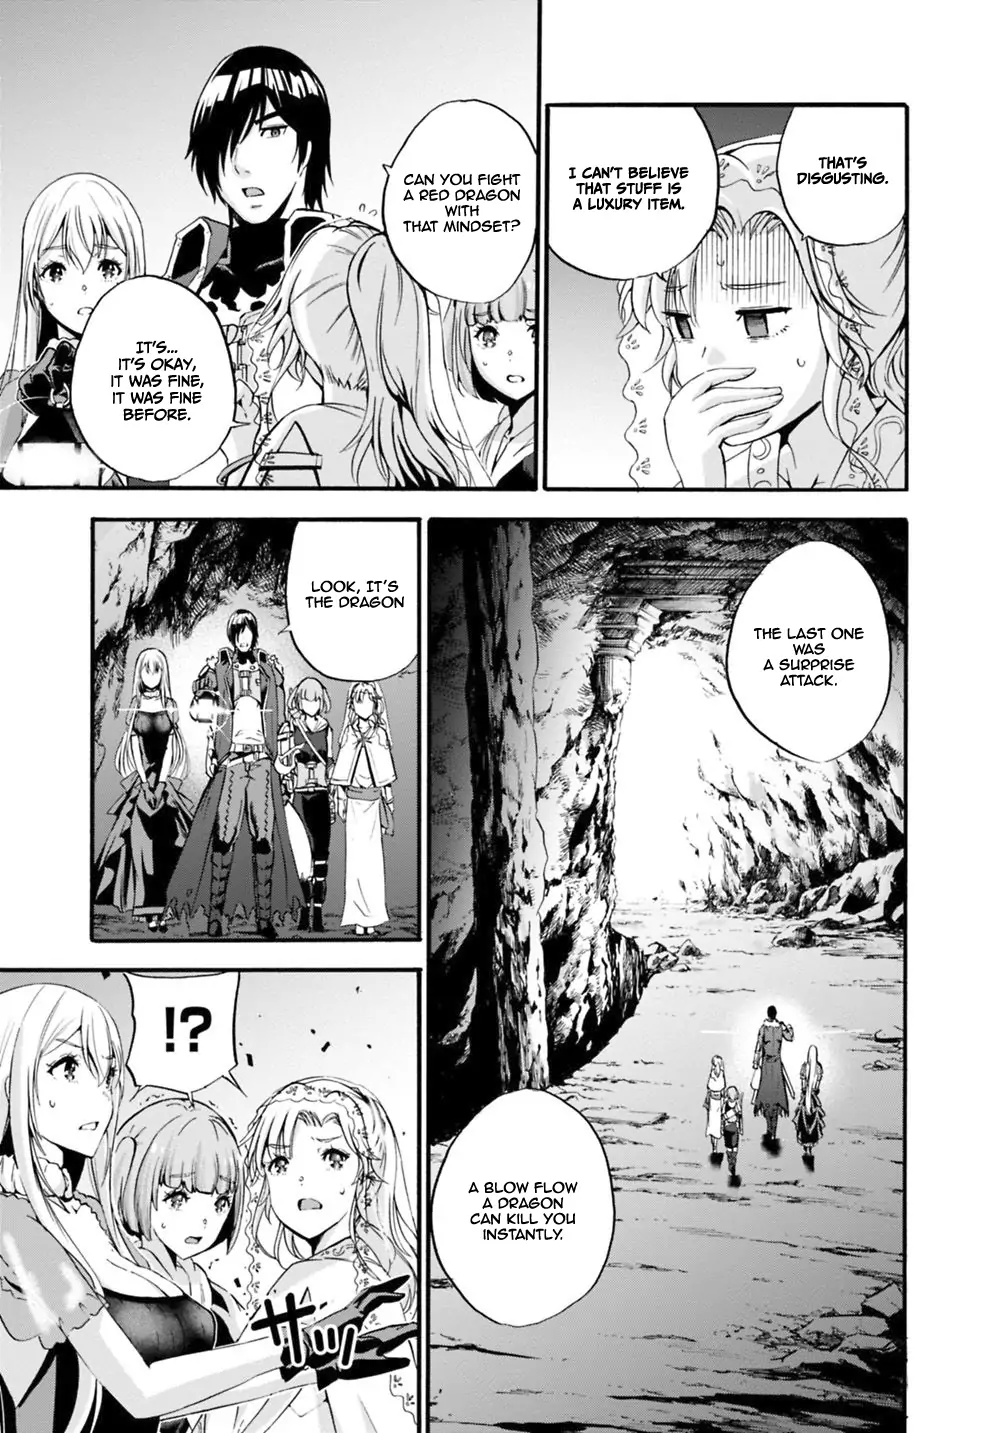 THAT'S
DISGUSTING.
I CAN'T BELIEVE
THAT STUFF IS
A LUXURY ITEM.
CAN YOU FIGHT
A RED DRAGON
WITH
THAT MINDSET?
IT'S...
IT'S OKAY,
IT WAS FINE,
IT WAS FINE
BEFORE.
THE LAST ONE
WAS
A SURPRISE
ATTACK.
A BLOW FLOW
A DRAGON
CAN KILL YOU
INSTANTLY.
LOOK, IT'S
THE DRAGON
!?
ザッ